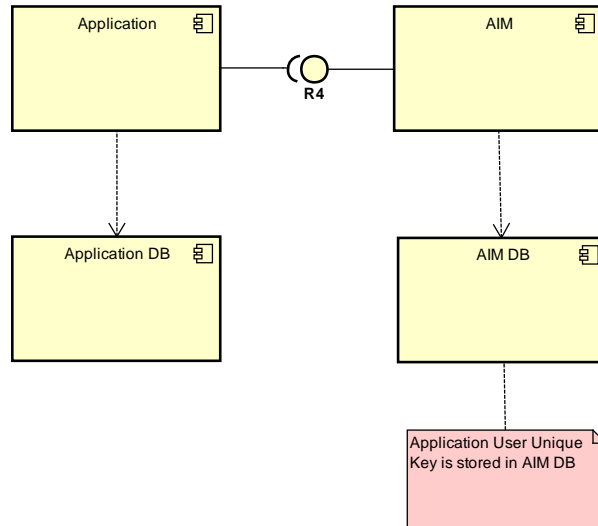 Application
AIM
R4
Application DB
AIM DB
Application User Unique
Key is stored in AIM DB